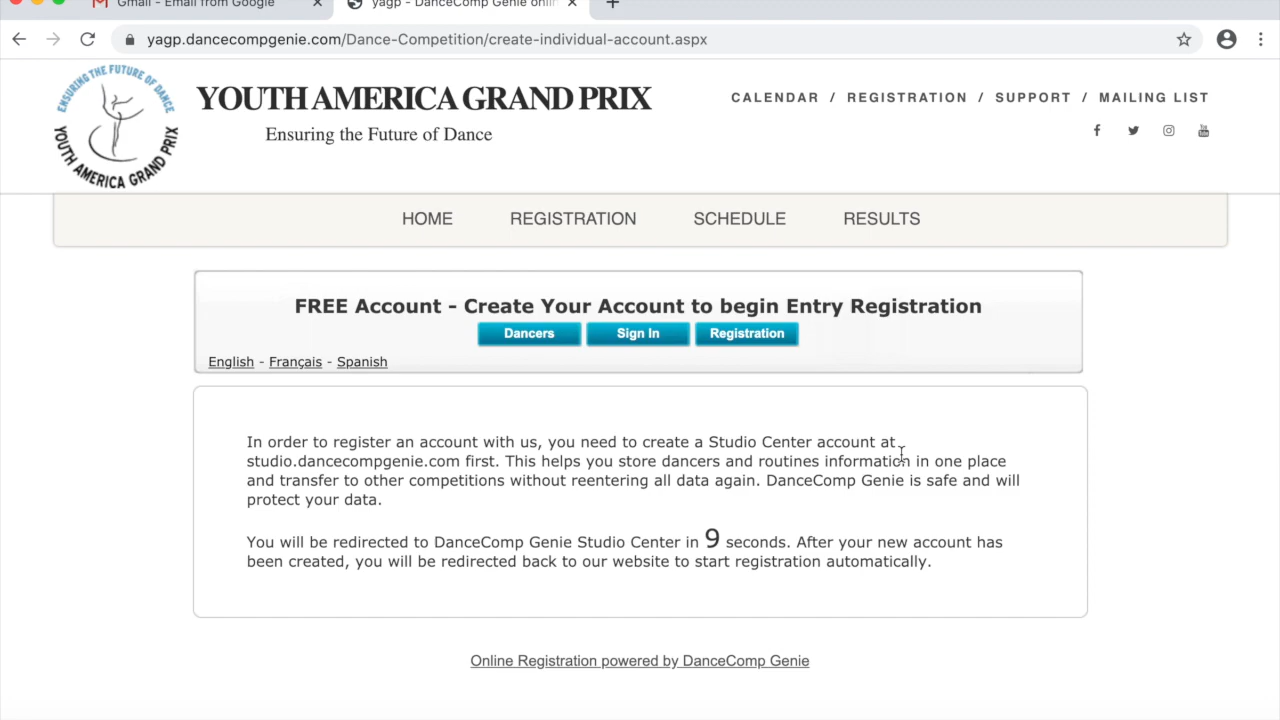 Gmail - Email from Google
yagp - DanceComp Genie onli
yagp.dancecompgenie.com/Dance-Competition/create-individual-account.aspx
ENSURING THE FUTURE OF DANCE
YOUTH AMERICA GRAND PRIX
YOUTH AMERICA GRAND PRIX
Ensuring the Future of Dance
CALENDAR / REGISTRATION / SUPPORT / MAILING LIST
HOME REGISTRATION SCHEDULE RESULTS
FREE Account - Create Your Account to begin Entry Registration
Dancers Sign In Registration
English - Français - Spanish
In order to register an account with us, you need to create a Studio Center account at
studio.dancecompgenie.com first. This helps you store dancers and routines information in one place
and transfer to other competitions without reentering all data again. DanceComp Genie is safe and will
protect your data.
You will be redirected to DanceComp Genie Studio Center in 9 seconds. After your new account has
been created, you will be redirected back to our website to start registration automatically.
Online Registration powered by DanceComp Genie